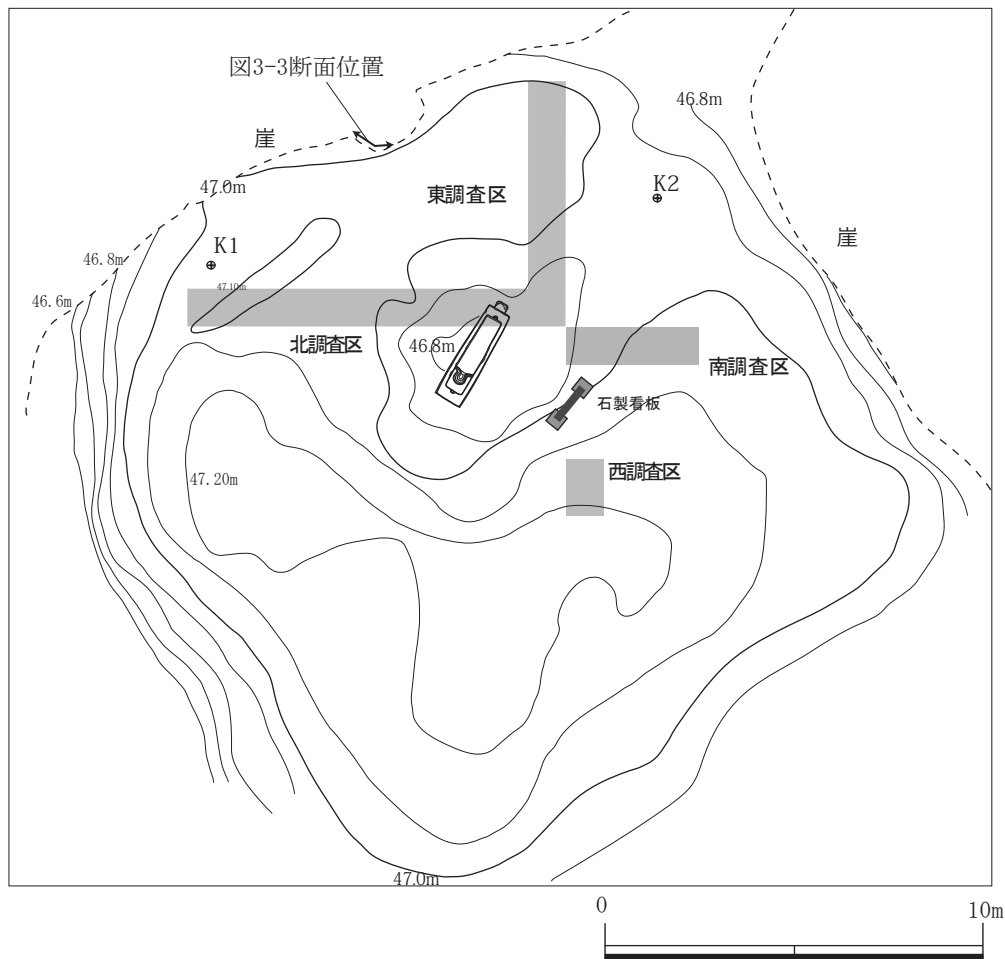 図3-3断面位置
46.8m
崖
47.0m
東調査区
K2
K1
崖
46.8m
46.6m
47.10m
北調査区
46.8m
南調査区
石製看板
47.20m
西調査区
47.0m
0
10m